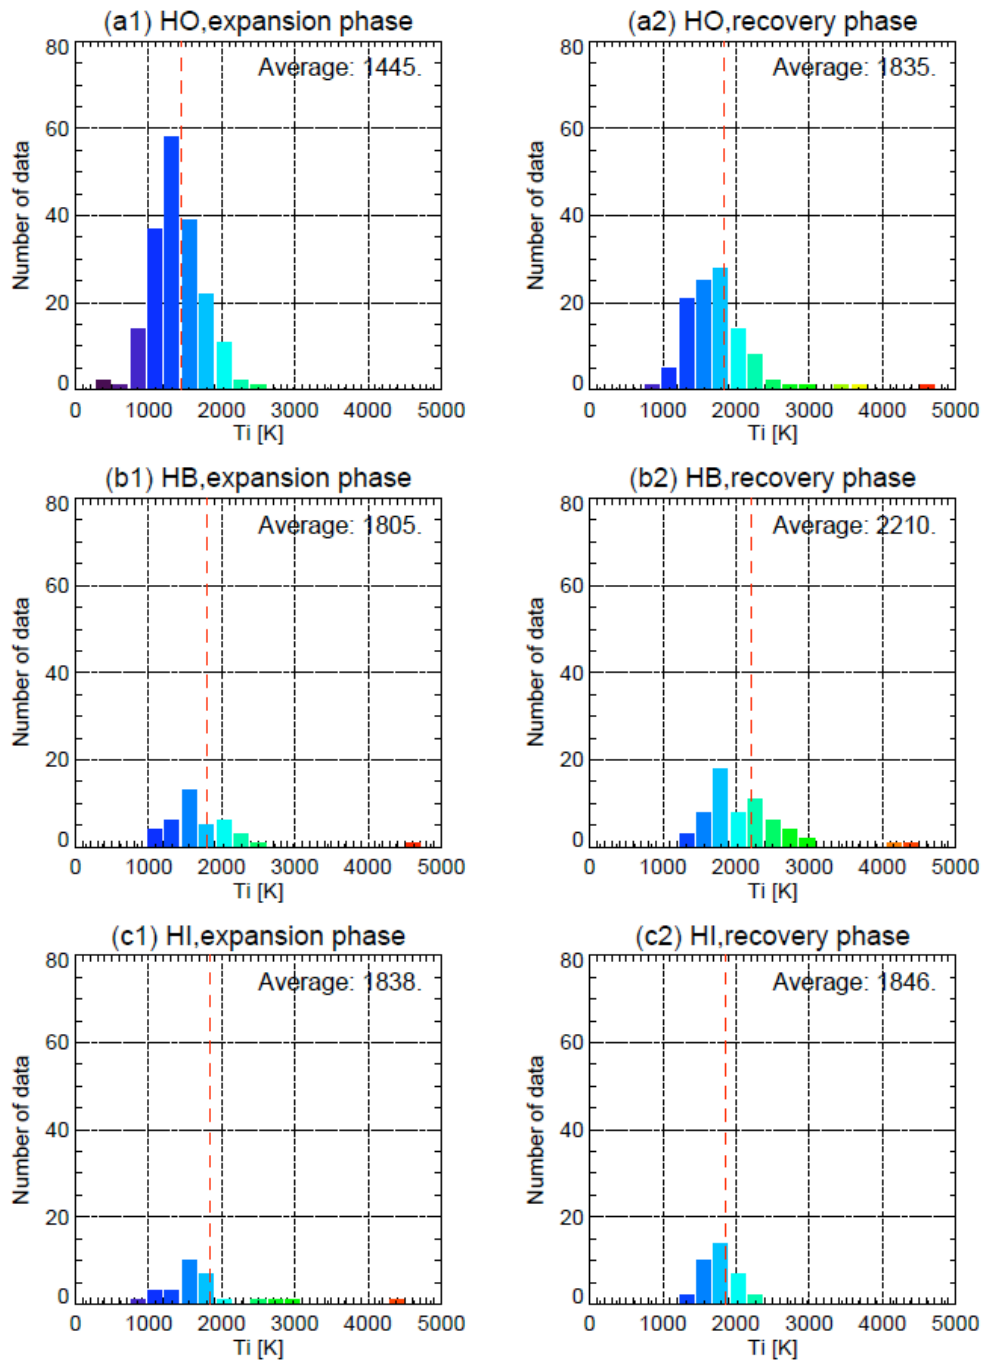 (a1) HO,expansion phase
Average: 1445.
Number of data
80
60
40
20
0
0 1000 2000 3000 4000 5000
Ti [K]
(a2) HO,recovery phase
Average: 1835.
Number of data
80
60
40
20
0
0 1000 2000 3000 4000 5000
Ti [K]
(b1) HB,expansion phase
Average: 1805.
Number of data
80
60
40
20
0
0 1000 2000 3000 4000 5000
Ti [K]
(b2) HB,recovery phase
Average: 2210.
Number of data
80
60
40
20
0
0 1000 2000 3000 4000 5000
Ti [K]
(c1) HI,expansion phase
Average: 1838.
Number of data
80
60
40
20
0
0 1000 2000 3000 4000 5000
Ti [K]
(c2) HI,recovery phase
Average: 1846.
Number of data
80
60
40
20
0
0 1000 2000 3000 4000 5000
Ti [K]